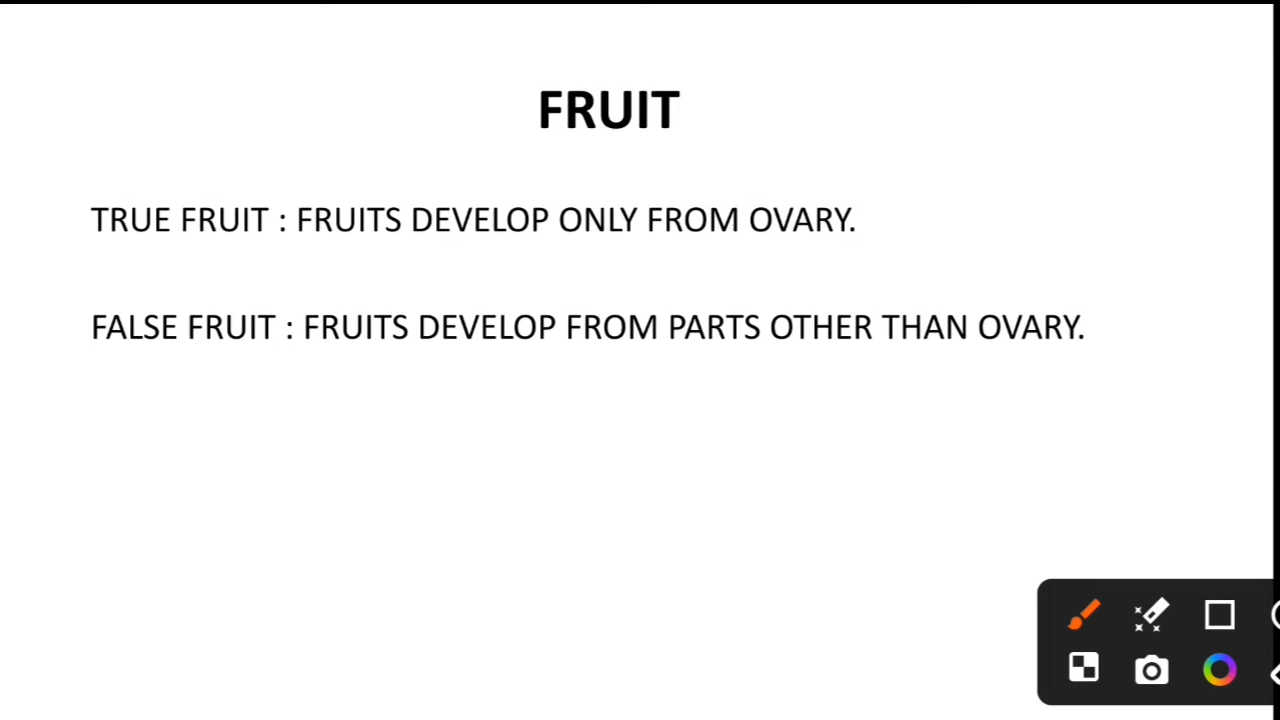 FRUIT
TRUE FRUIT : FRUITS DEVELOP ONLY FROM OVARY.
FALSE FRUIT : FRUITS DEVELOP FROM PARTS OTHER THAN OVARY.